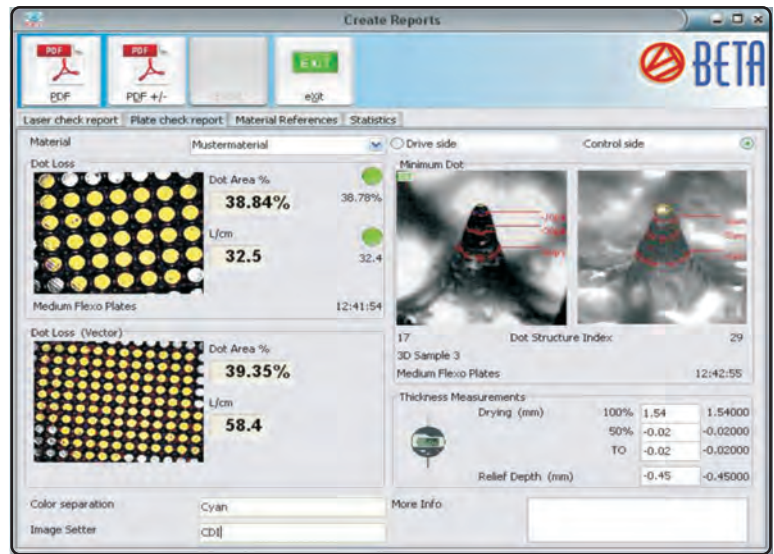 Create Reports
PDF
PDF
PDF
PDF +/-
EXIT
exit
BETA
Laser check report Plate check report Material References Statistics
Material Mustermaterial
Drive side Control side
Dot Loss
Dot Area %
38.84% 38.78%
L/cm
32.5 32.4
Medium Flexo Plates 12:41:54
Dot Loss (Vector)
Dot Area %
39.35%
L/cm
58.4
Minimum Dot
17 Dot Structure Index 29
3D Sample 3
Medium Flexo Plates 12:42:55
Thickness Measurements
Drying (mm) 100% 1.54 1.54000
50% -0.02 -0.02000
TO -0.02 -0.02000
Relief Depth (mm) -0.45 -0.45000
Color separation Cyan
Image Setter CDI
More Info